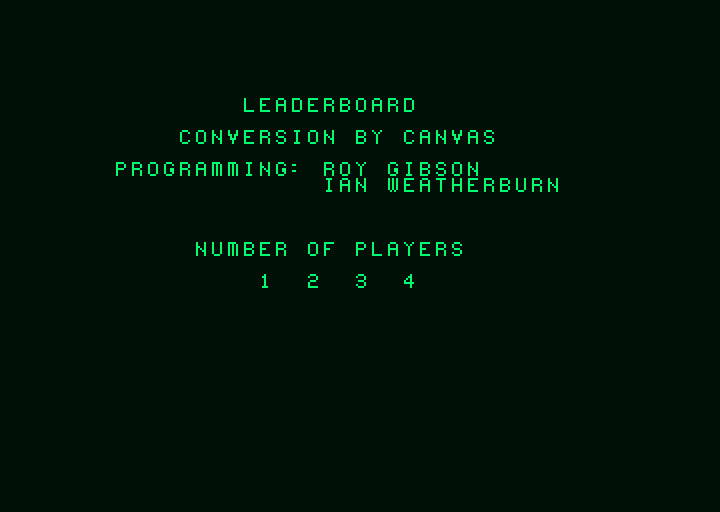 LEADERBOARD
CONVERSION BY CANVAS
PROGRAMMING: ROY GIBSON
IAN WEATHERBURN
NUMBER OF PLAYERS
1 2 3 4